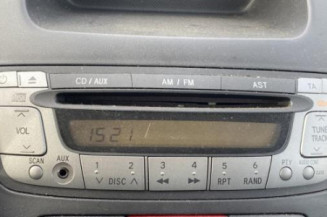 CD / AUX AM / FM AST TA
VOL 1521 TUNE
TRACK
SCAN AUX 1 2 3 4 5 6 PTY
DISC RPT RAND